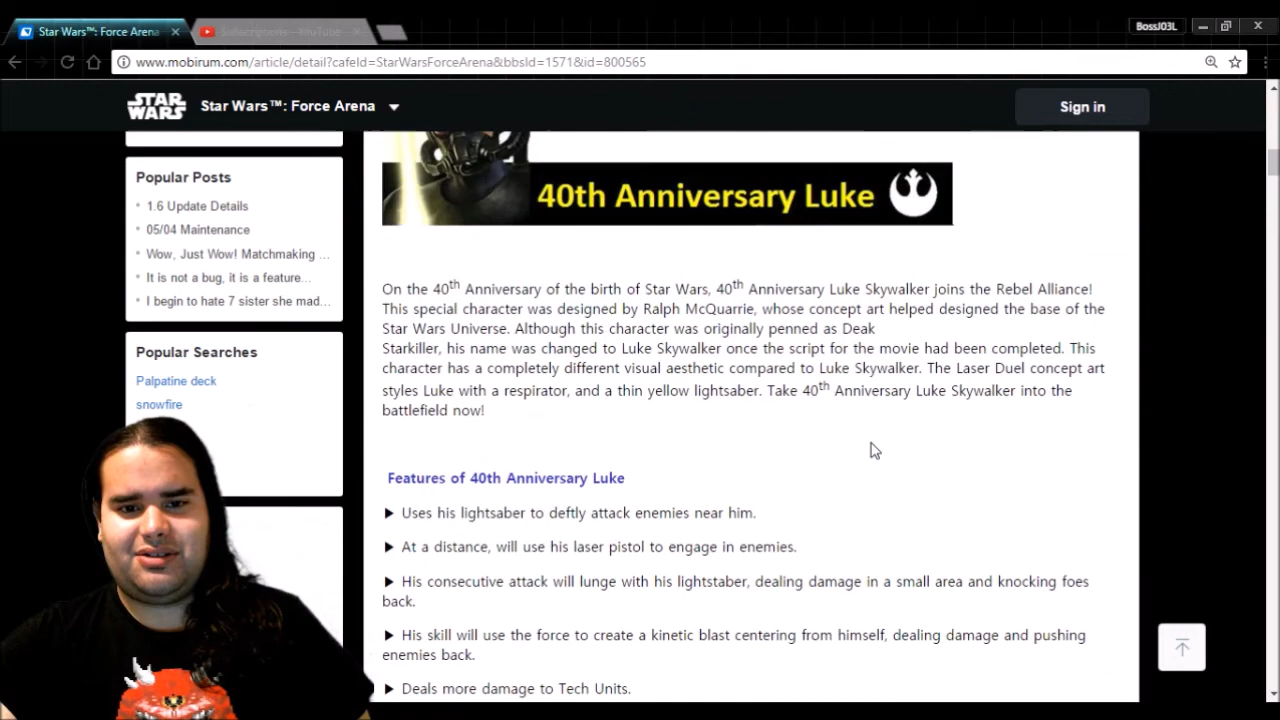 Star Wars™: Force Arena
Subscriptions - YouTube
BossJ03L
www.mobirum.com/article/detail?cafeId=StarWarsForceArena&bbsId=1571&id=800565
STAR WARS
Star Wars™: Force Arena
Sign in
Popular Posts
1.6 Update Details
05/04 Maintenance
Wow, Just Wow! Matchmaking ...
It is not a bug, it is a feature...
I begin to hate 7 sister she mad...
Popular Searches
Palpatine deck
snowfire
40th Anniversary Luke
On the 40th Anniversary of the birth of Star Wars, 40th Anniversary Luke Skywalker joins the Rebel Alliance!
This special character was designed by Ralph McQuarrie, whose concept art helped designed the base of the
Star Wars Universe. Although this character was originally penned as Deak
Starkiller, his name was changed to Luke Skywalker once the script for the movie had been completed. This
character has a completely different visual aesthetic compared to Luke Skywalker. The Laser Duel concept art
styles Luke with a respirator, and a thin yellow lightsaber. Take 40th Anniversary Luke Skywalker into the
battlefield now!
Features of 40th Anniversary Luke
▶ Uses his lightsaber to deftly attack enemies near him.
▶ At a distance, will use his laser pistol to engage in enemies.
▶ His consecutive attack will lunge with his lightstaber, dealing damage in a small area and knocking foes
back.
▶ His skill will use the force to create a kinetic blast centering from himself, dealing damage and pushing
enemies back.
▶ Deals more damage to Tech Units.